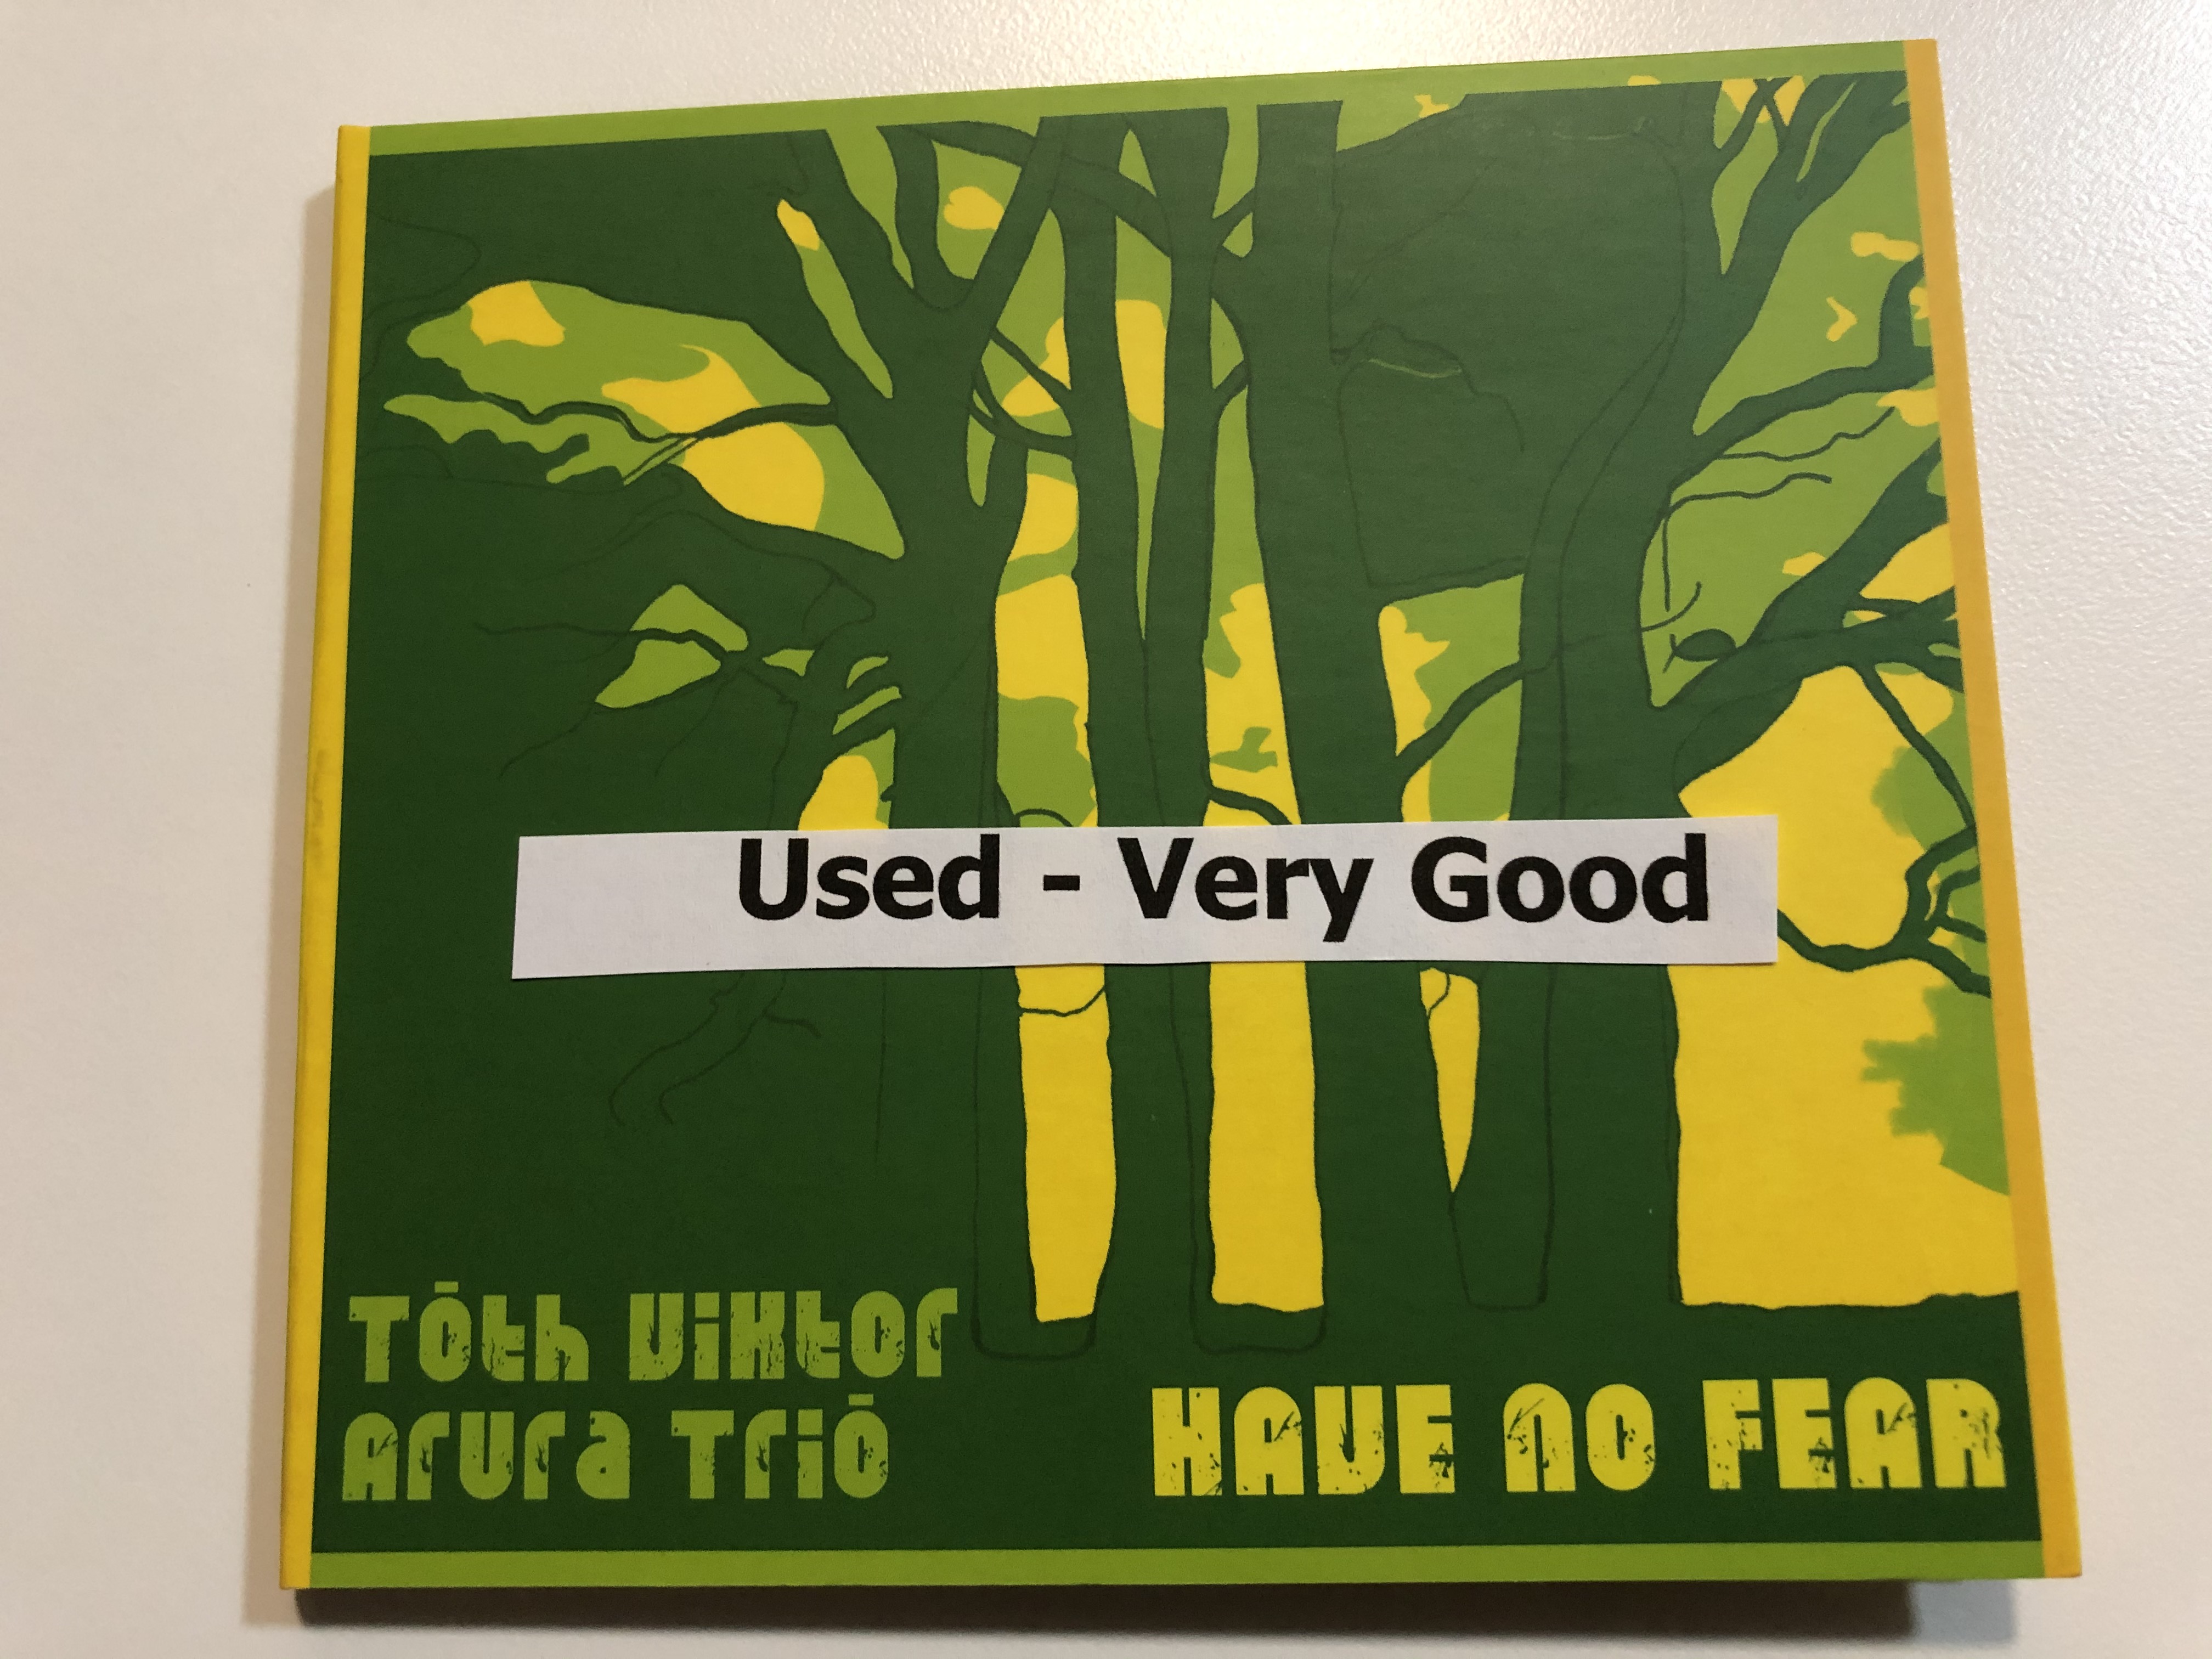 Used - Very Good
Tóth Viktor
Arura Trió
HAVE NO FEAR